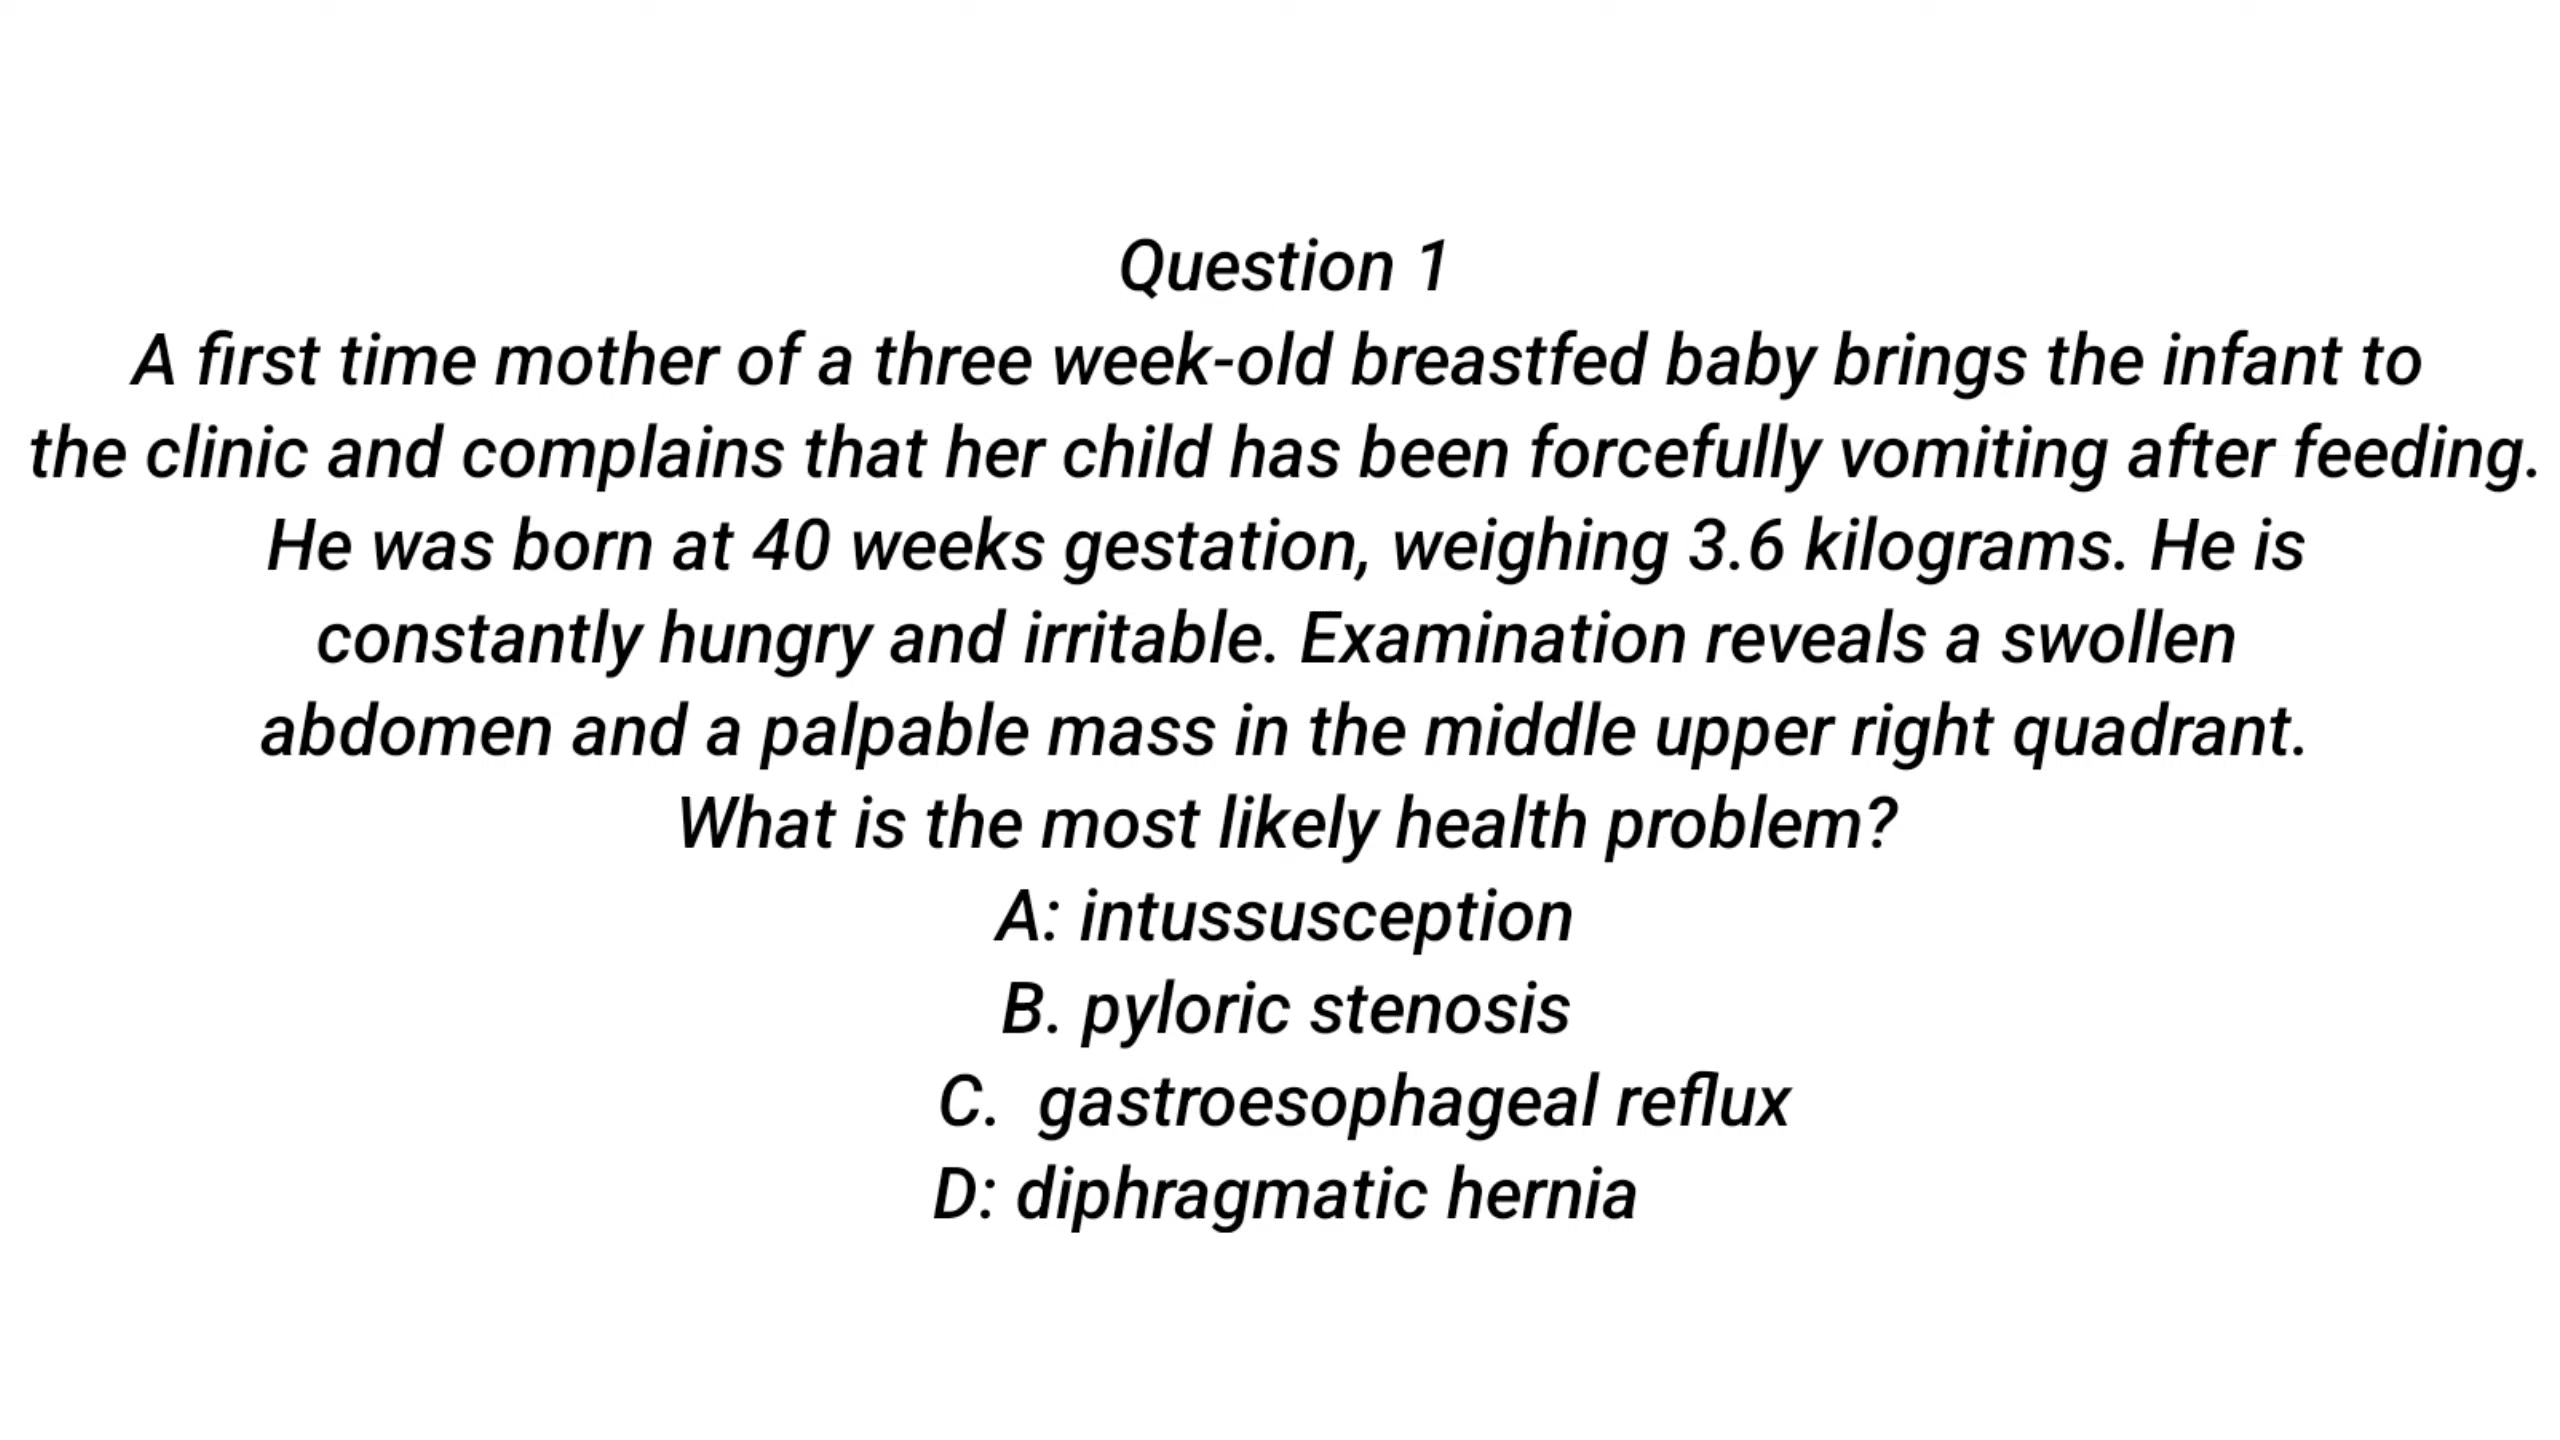 Question 1
A first time mother of a three week-old breastfed baby brings the infant to
the clinic and complains that her child has been forcefully vomiting after feeding.
He was born at 40 weeks gestation, weighing 3.6 kilograms. He is
constantly hungry and irritable. Examination reveals a swollen
abdomen and a palpable mass in the middle upper right quadrant.
What is the most likely health problem?
A: intussusception
B. pyloric stenosis
C. gastroesophageal reflux
D: diphragmatic hernia